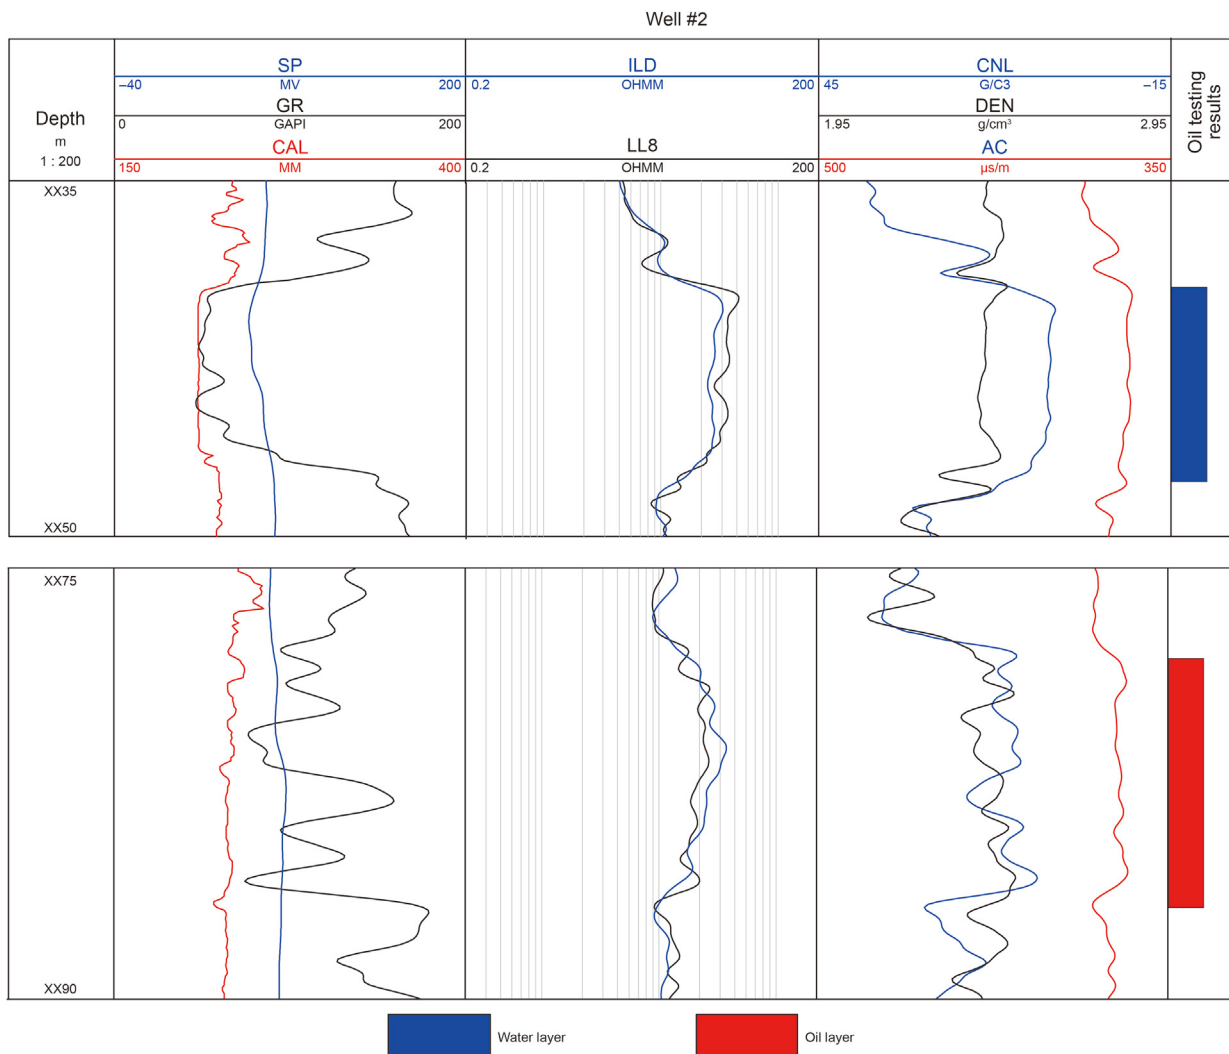 Well #2
SP
-40 MV 200
GR
0 GAPI 200
CAL
150 MM 400
ILD
0.2 OHMM 200
LL8
0.2 OHMM 200
CNL
45 G/C3 -15
DEN
1.95 g/cm³ 2.95
AC
500 μs/m 350
Depth
m
1 : 200
Oil testing
results
XX35
XX50
XX75
XX90
Water layer
Oil layer